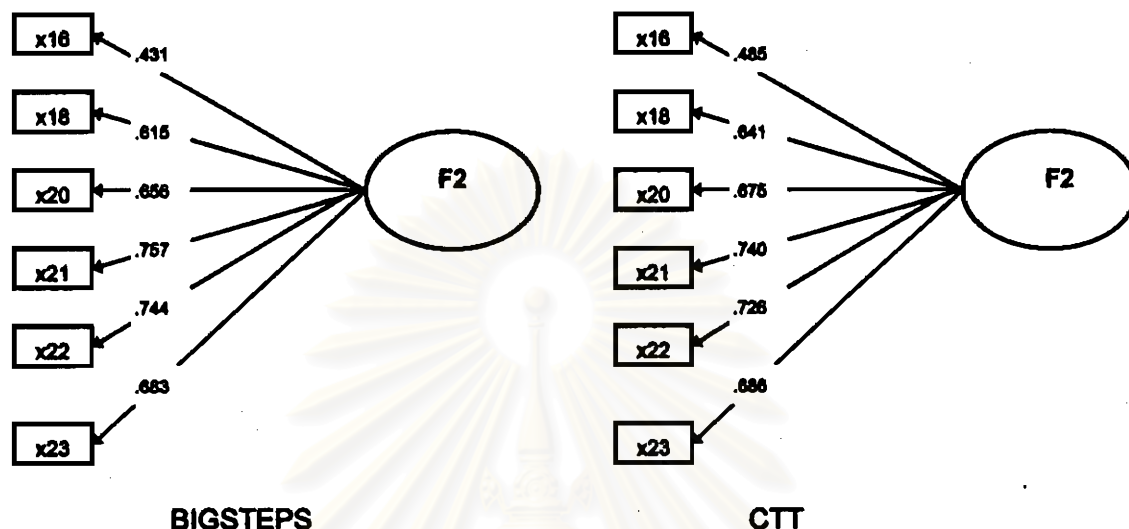 x16
.431
x18
.615
x20
.656
F2
x21
.757
x22
.744
x23
.683
BIGSTEPS
x16
.485
x18
.641
x20
.675
F2
x21
.740
x22
.726
x23
.686
CTT